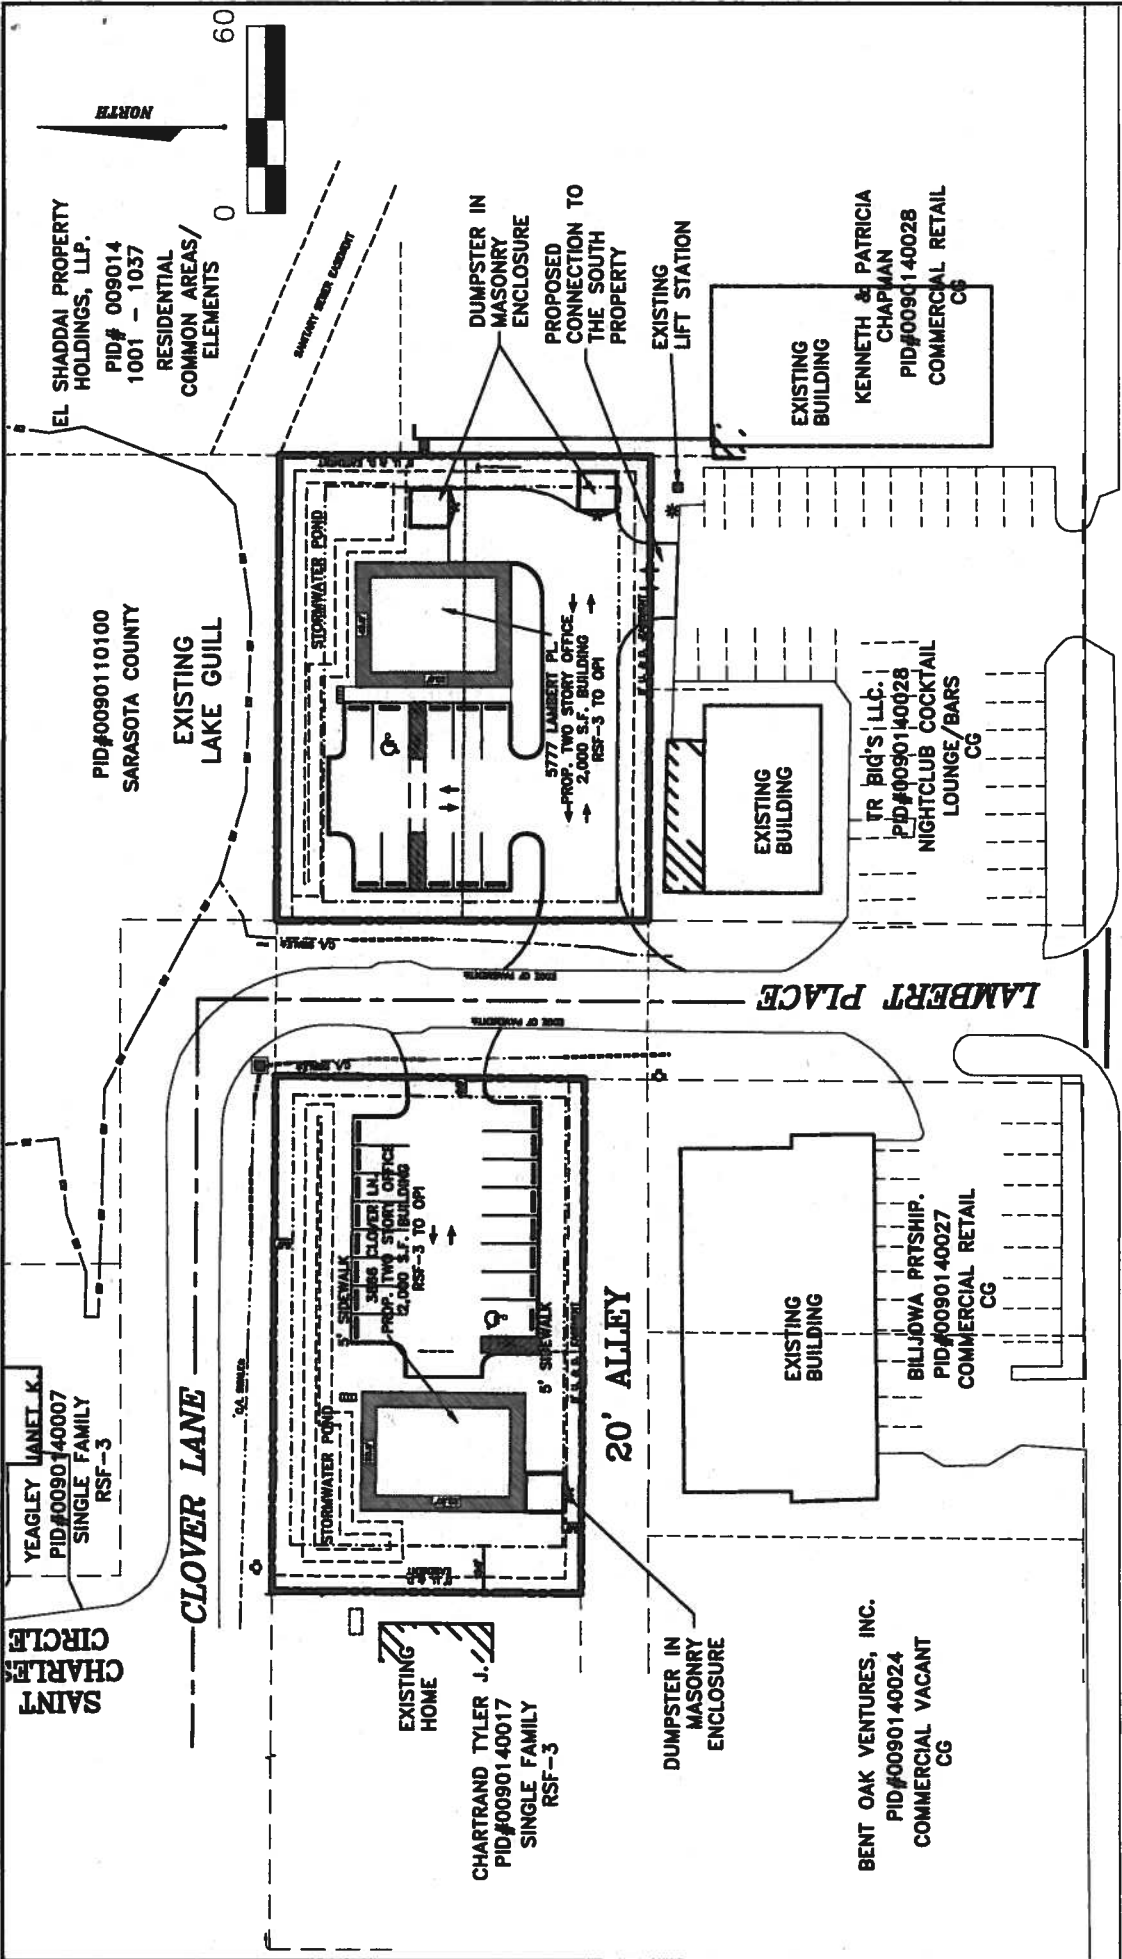 SAINT
CHARLES
CIRCLE
YEAGLEY JANET K.
PID#0090140007
SINGLE FAMILY
RSF-3
CLOVER LANE
PID#0090110100
SARASOTA COUNTY
EXISTING
LAKE GUILL
EL SHADDAI PROPERTY
HOLDINGS, LLP.
PID# 009014
1001 - 1037
RESIDENTIAL
COMMON AREAS/
ELEMENTS
NORTH
0
60
SANITARY SEWER EASEMENT
EXISTING
HOME
CHARTRAND TYLER J.
PID#0090140017
SINGLE FAMILY
RSF-3
STORMWATER POND
5' SIDEWALK
3866 CLOVER LN.
PROP. TWO STORY OFFICE
2,000 S.F. BUILDING
RSF-3 TO OPI
5' SIDEWALK
DUMPSTER IN
MASONRY
ENCLOSURE
20' ALLEY
EDGE OF PAVEMENT
EDGE OF PAVEMENT
LAMBERT PLACE
STORMWATER POND
5777 LAMBERT PL.
PROP. TWO STORY OFFICE
2,000 S.F. BUILDING
RSF-3 TO OPI
DUMPSTER IN
MASONRY
ENCLOSURE
PROPOSED
CONNECTION TO
THE SOUTH
PROPERTY
EXISTING
LIFT STATION
BENT OAK VENTURES, INC.
PID#0090140024
COMMERCIAL VACANT
CG
EXISTING
BUILDING
BILIJOWA PRTSHIP.
PID#0090140027
COMMERCIAL RETAIL
CG
EXISTING
BUILDING
TR BIG'S LLC.
PID#0090140028
NIGHTCLUB COCKTAIL
LOUNGE/BARS
CG
EXISTING
BUILDING
KENNETH & PATRICIA
CHAPMAN
PID#0090140028
COMMERCIAL RETAIL
CG